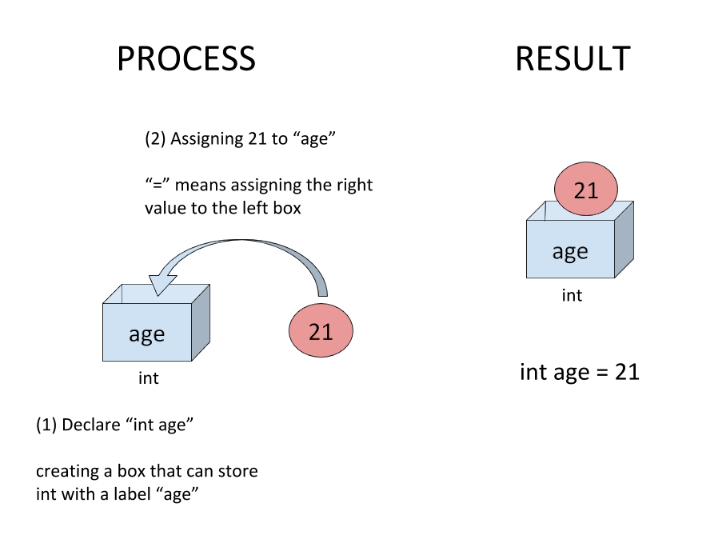 PROCESS
RESULT
(2) Assigning 21 to “age”
“=” means assigning the right
value to the left box
age
21
int
(1) Declare “int age”
creating a box that can store
int with a label “age”
21
age
int
int age = 21